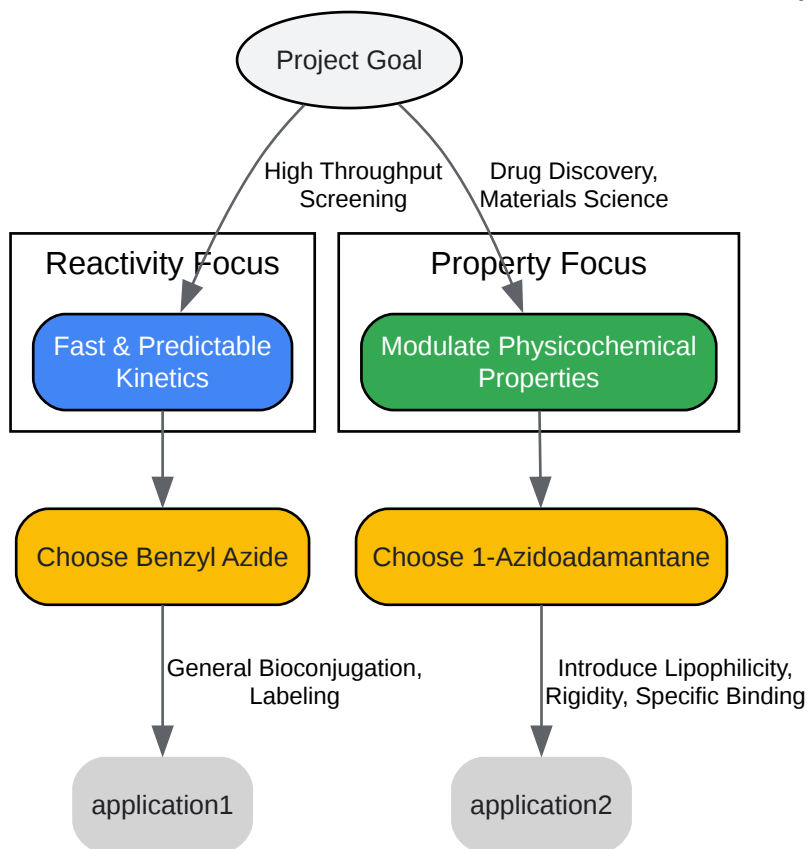 Project Goal
High Throughput
Screening
Drug Discovery,
Materials Science
Reactivity Focus
Property Focus
Fast & Predictable
Kinetics
Modulate Physicochemical
Properties
Choose Benzyl Azide
Choose 1-Azidoadamantane
General Bioconjugation,
Labeling
Introduce Lipophilicity,
Rigidity, Specific Binding
application1
application2